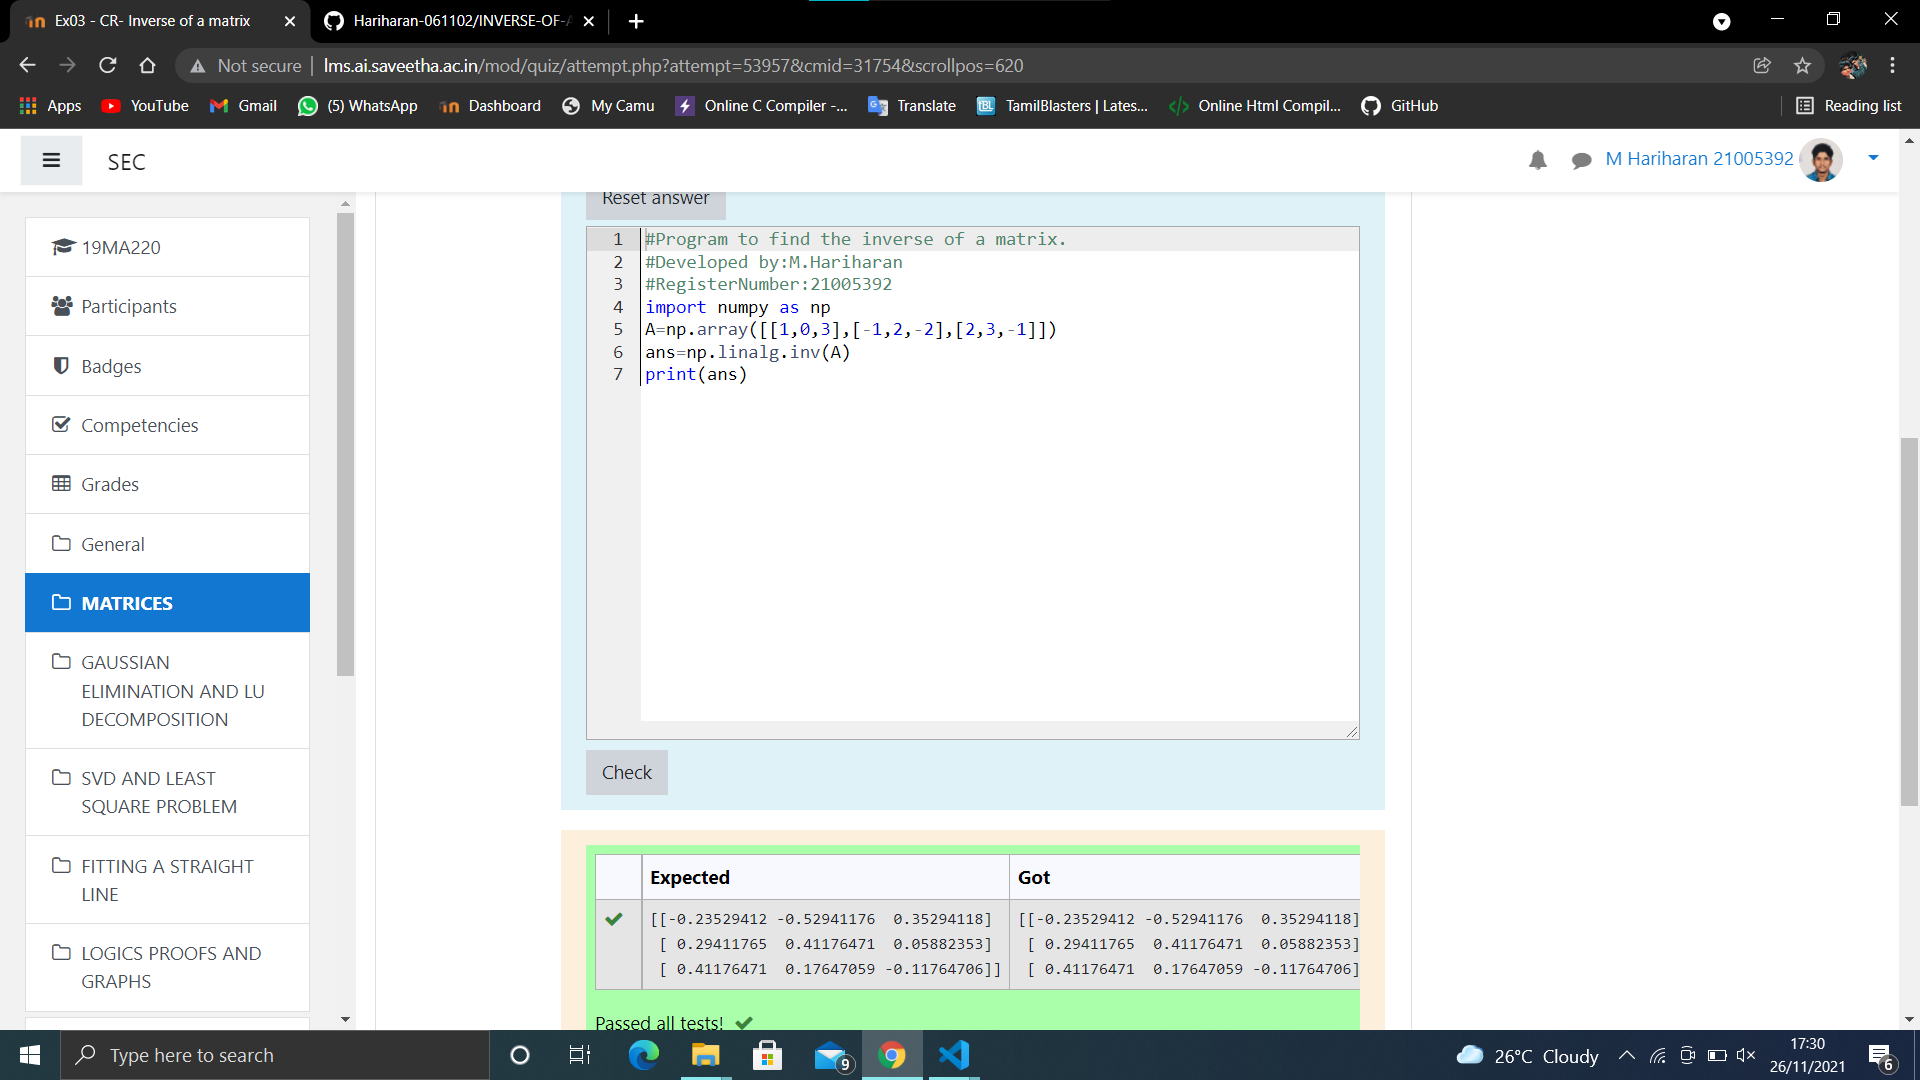 Ex03 - CR- Inverse of a matrix
Hariharan-061102/INVERSE-OF-A
Not secure | lms.ai.saveetha.ac.in/mod/quiz/attempt.php?attempt=53957&cmid=31754&scrollpos=620
Apps YouTube Gmail (5) WhatsApp Dashboard My Camu Online C Compiler -... Translate TamilBlasters | Lates... Online Html Compil... GitHub Reading list
SEC
M Hariharan 21005392
19MA220
Participants
Badges
Competencies
Grades
General
MATRICES
GAUSSIAN
ELIMINATION AND LU
DECOMPOSITION
SVD AND LEAST
SQUARE PROBLEM
FITTING A STRAIGHT
LINE
LOGICS PROOFS AND
GRAPHS
Reset answer
1 #Program to find the inverse of a matrix.
2 #Developed by:M.Hariharan
3 #RegisterNumber:21005392
4 import numpy as np
5 A=np.array([[1,0,3],[-1,2,-2],[2,3,-1]])
6 ans=np.linalg.inv(A)
7 print(ans)
Check
Expected Got
[[-0.23529412 -0.52941176  0.35294118] [[-0.23529412 -0.52941176  0.35294118]
[ 0.29411765  0.41176471  0.05882353] [ 0.29411765  0.41176471  0.05882353]
[ 0.41176471  0.17647059 -0.11764706]] [ 0.41176471  0.17647059 -0.11764706]
Passed all tests!
Type here to search
9
26°C Cloudy
17:30
26/11/2021
6